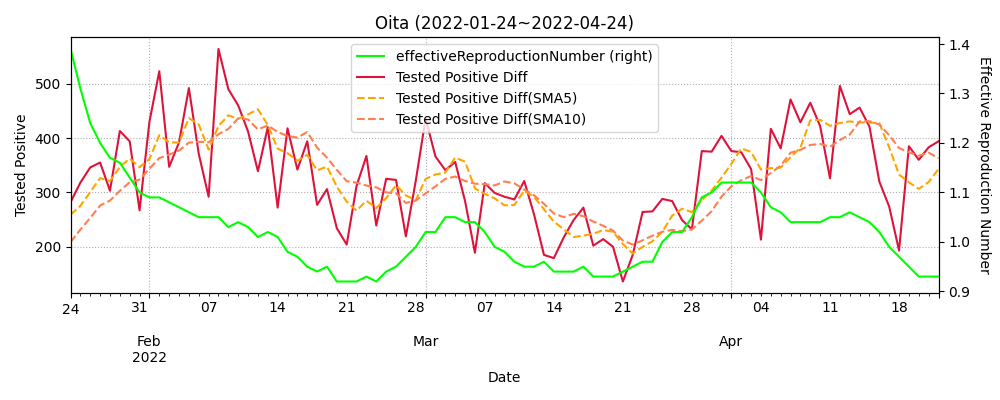 Oita (2022-01-24~2022-04-24)
effectiveReproductionNumber (right)
Tested Positive Diff
Tested Positive Diff(SMA5)
Tested Positive Diff(SMA10)
Tested Positive
500
400
300
200
Effective Reproduction Number
1.4
1.3
1.2
1.1
1.0
0.9
24 31 07 14 21 28 07 14 21 28 04 11 18
Feb Mar Apr
2022
Date